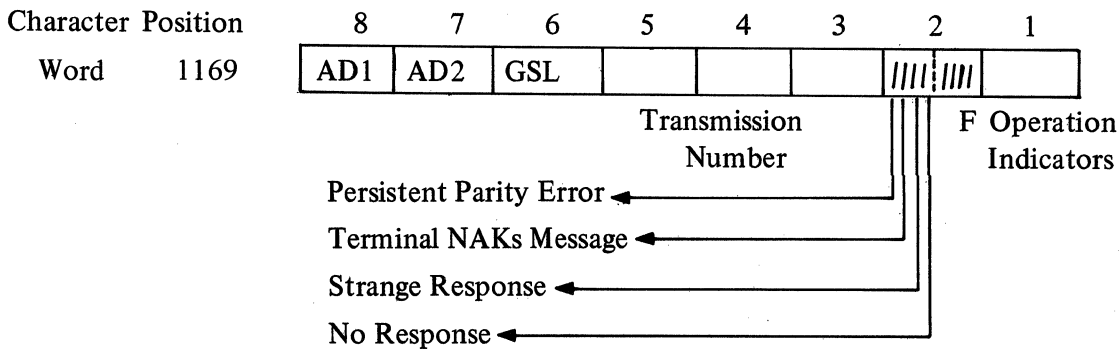 Character Position 8 7 6 5 4 3 2 1
Word 1169 AD1 AD2 GSL
Transmission F Operation
Number Indicators
Persistent Parity Error
Terminal NAKs Message
Strange Response
No Response